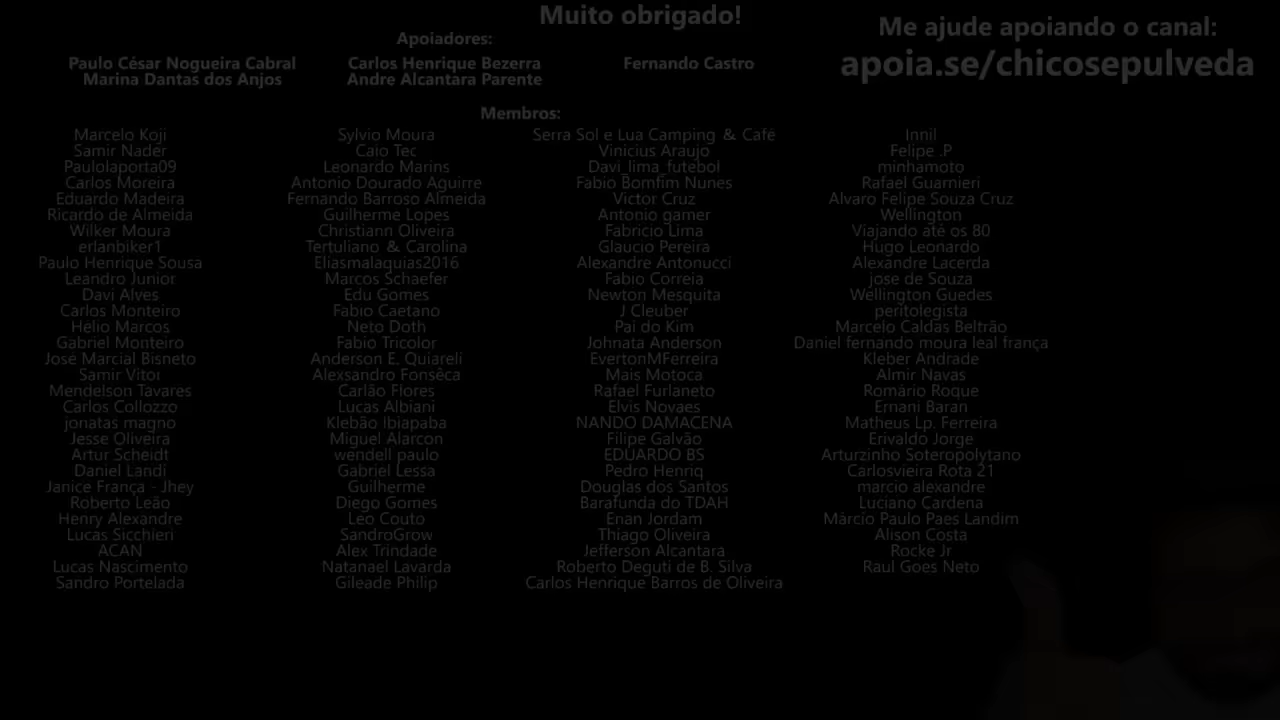 Muito obrigado!
Me ajude apoiando o canal:
apoia.se/chicosepulveda
Apoiadores:
Paulo César Nogueira Cabral
Marina Dantas dos Anjos
Carlos Henrique Bezerra
Andre Alcantara Parente
Fernando Castro
Membros:
Marcelo Koji
Samir Nader
Paulolaporta09
Carlos Moreira
Eduardo Madeira
Ricardo de Almeida
Wilker Moura
erlanbiker1
Paulo Henrique Sousa
Leandro Junior
Davi Alves
Carlos Monteiro
Hélio Marcos
Gabriel Monteiro
José Marcial Bisneto
Samir Vitor
Mendelson Tavares
Carlos Collozzo
jonatas magno
Jesse Oliveira
Artur Scheidt
Daniel Landi
Janice França - Jhey
Roberto Leão
Henry Alexandre
Lucas Sicchieri
ACAN
Lucas Nascimento
Sandro Portelada
Sylvio Moura
Caio Tec
Leonardo Marins
Antonio Dourado Aguirre
Fernando Barroso Almeida
Guilherme Lopes
Christiann Oliveira
Tertuliano & Carolina
Eliasmalaquias2016
Marcos Schaefer
Edu Gomes
Fabio Caetano
Neto Doth
Fabio Tricolor
Anderson E. Quiareli
Alexsandro Fonsêca
Carlão Flores
Lucas Albiani
Klebão Ibiapaba
Miguel Alarcon
wendell paulo
Gabriel Lessa
Guilherme
Diego Gomes
Leo Couto
SandroGrow
Alex Trindade
Natanael Lavarda
Gileade Philip
Serra Sol e Lua Camping & Café
Vinicius Araujo
Davi_lima_futebol
Fabio Bomfim Nunes
Victor Cruz
Antonio gamer
Fabricio Lima
Glaucio Pereira
Alexandre Antonucci
Fabio Correia
Newton Mesquita
J Cleuber
Pai do Kim
Johnata Anderson
EvertonMFerreira
Mais Motoca
Rafael Furlaneto
Elvis Novaes
NANDO DAMACENA
Filipe Galvão
EDUARDO BS
Pedro Henriq
Douglas dos Santos
Barafunda do TDAH
Enan Jordam
Thiago Oliveira
Jefferson Alcantara
Roberto Deguti de B. Silva
Carlos Henrique Barros de Oliveira
Innil
Felipe .P
minhamoto
Rafael Guarnieri
Alvaro Felipe Souza Cruz
Wellington
Viajando até os 80
Hugo Leonardo
Alexandre Lacerda
jose de Souza
Wellington Guedes
peritolegista
Marcelo Caldas Beltrão
Daniel fernando moura leal frança
Kleber Andrade
Almir Navas
Romário Roque
Ernani Baran
Matheus Lp. Ferreira
Erivaldo Jorge
Arturzinho Soteropolytano
Carlosvieira Rota 21
marcio alexandre
Luciano Cardena
Márcio Paulo Paes Landim
Alison Costa
Rocke Jr
Raul Goes Neto